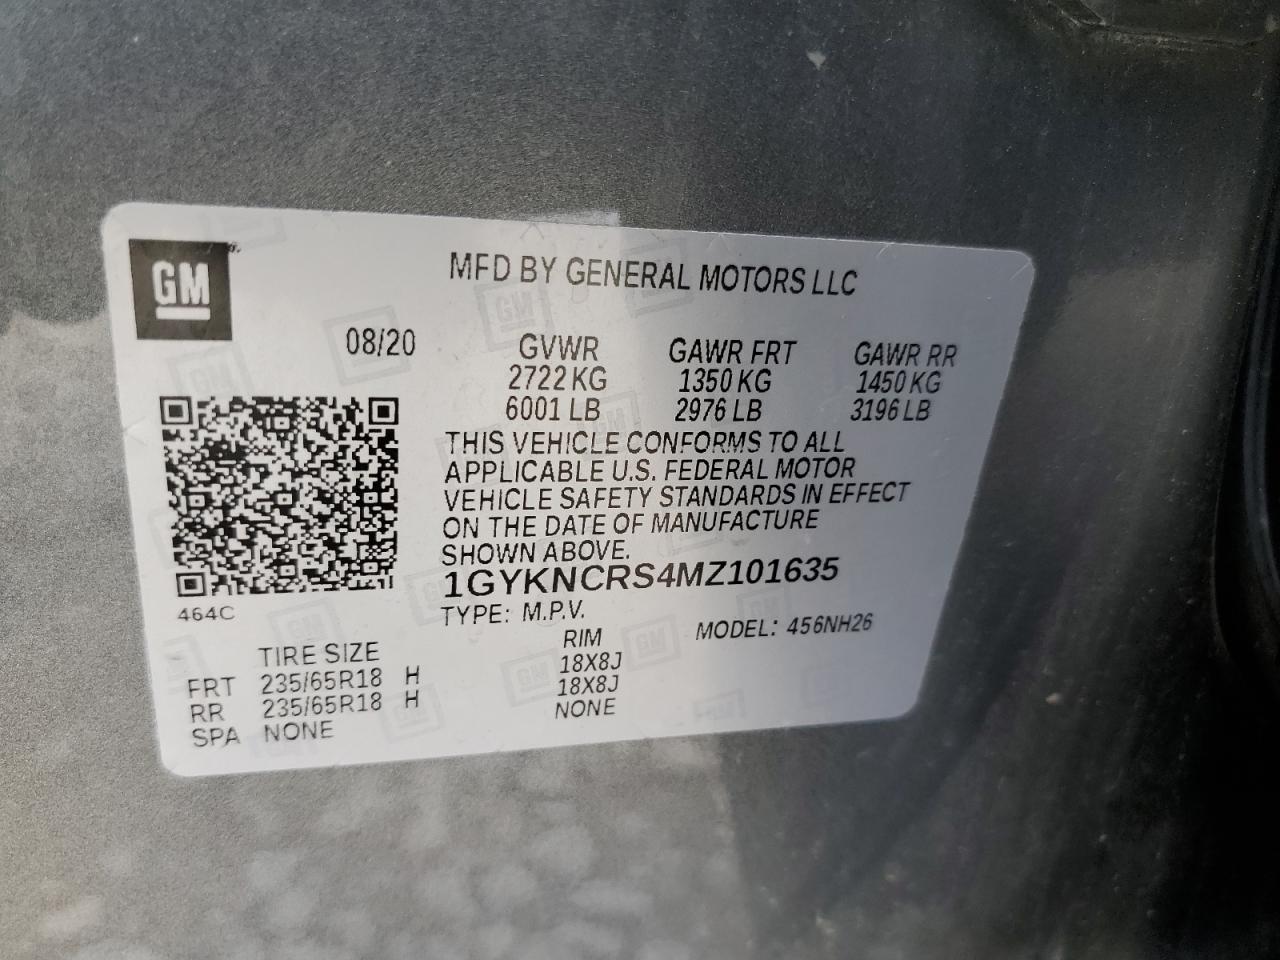 GM
MFD BY GENERAL MOTORS LLC
08/20
GVWR GAWR FRT GAWR RR
2722 KG 1350 KG 1450 KG
6001 LB 2976 LB 3196 LB
THIS VEHICLE CONFORMS TO ALL
APPLICABLE U.S. FEDERAL MOTOR
VEHICLE SAFETY STANDARDS IN EFFECT
ON THE DATE OF MANUFACTURE
SHOWN ABOVE.
1GYKNCRS4MZ101635
464C
TYPE: M.P.V. MODEL: 456NH26
TIRE SIZE RIM
FRT 235/65R18 H 18X8J
RR 235/65R18 H 18X8J
SPA NONE NONE